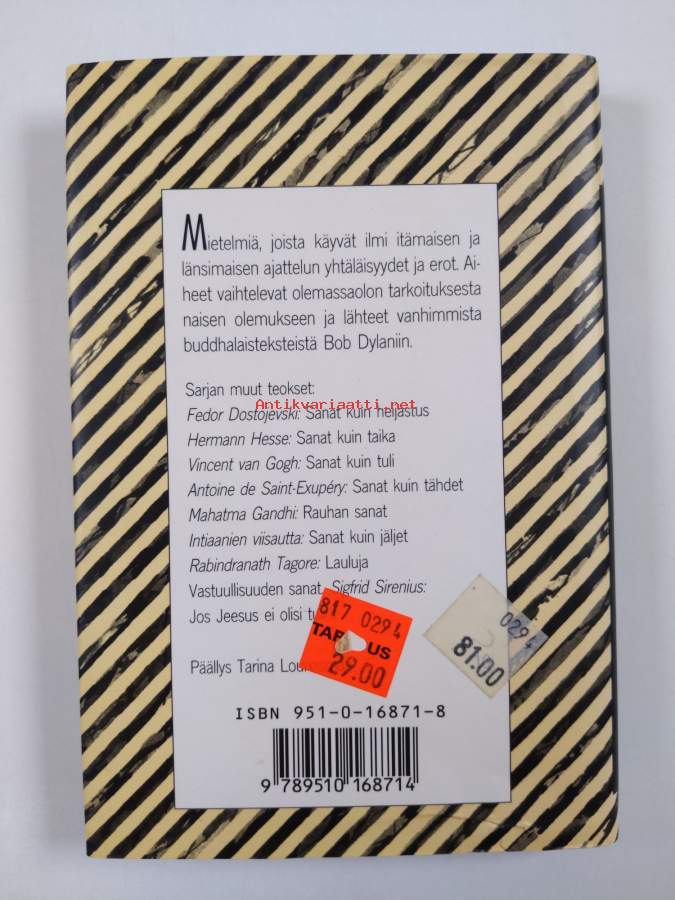 Mietelmiä, joista käyvät ilmi itämaisen ja
länsimaisen ajattelun yhtäläisyydet ja erot. Ai-
heet vaihtelevat olemassaolon tarkoituksesta
naisen olemukseen ja lähteet vanhimmista
buddhalaisteksteistä Bob Dylaniin.
Sarjan muut teokset:
Antikvariaatti.net
Fedor Dostojevski: Sanat kuin heijastus
Hermann Hesse: Sanat kuin taika
Vincent van Gogh: Sanat kuin tuli
Antoine de Saint-Exupéry: Sanat kuin tähdet
Mahatma Gandhi: Rauhan sanat
Intiaanien viisautta: Sanat kuin jäljet
Rabindranath Tagore: Lauluja
Vastuullisuuden sanat. Sigfrid Sirenius:
Jos Jeesus ei olisi
817 0294
29.00
0294
81.00
Päällys Tarina
ISBN 951-0-16871-8
9 789510 168714